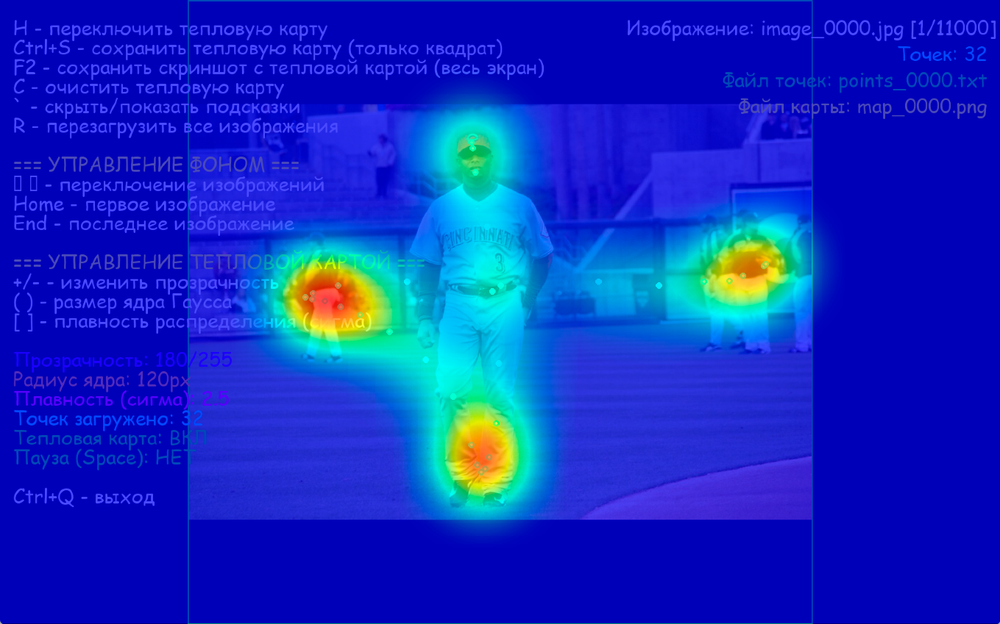 H - переключить тепловую карту
Ctrl+S - сохранить тепловую карту (только квадрат)
F2 - сохранить скриншот с тепловой картой (весь экран)
C - очистить тепловую карту
` - скрыть/показать подсказки
R - перезагрузить все изображения
=== УПРАВЛЕНИЕ ФОНОМ ===
- переключение изображений
Home - первое изображение
End - последнее изображение
=== УПРАВЛЕНИЕ ТЕПЛОВОЙ КАРТОЙ ===
+/- - изменить прозрачность
( ) - размер ядра Гаусса
[ ] - плавность распределения (сигма)
Прозрачность: 180/255
Радиус ядра: 120px
Плавность (сигма): 2.5
Точек загружено: 32
Тепловая карта: ВКЛ
Пауза (Space): НЕТ
Ctrl+Q - выход
Изображение: image_0000.jpg [1/11000]
Точек: 32
Файл точек: points_0000.txt
Файл карты: map_0000.png
CINCINNATI
3